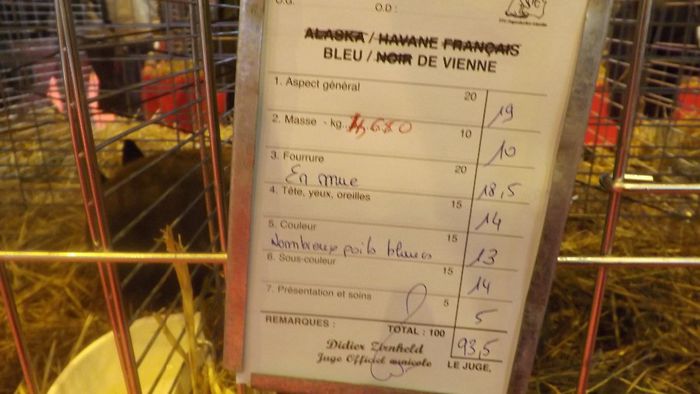 O.G. O.D:
ALASKA / HAVANE FRANÇAIS
BLEU / NOIR DE VIENNE
1. Aspect général 20 19
2. Masse - kg. 4,680 10 10
3. Fourrure 20 18,5
En mue
4. Tête, yeux, oreilles 15 14
5. Couleur 15 13
Nombreux poils blancs
6. Sous-couleur 15 14
7. Présentation et soins 5 5
REMARQUES : TOTAL : 100 93,5
Didier Zirnheld
Juge Officiel LE JUGE,